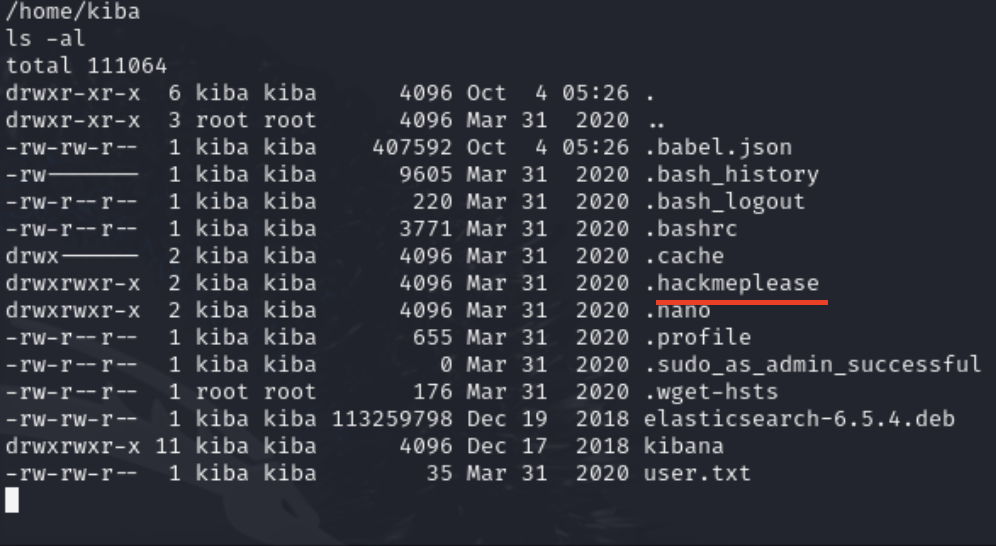 /home/kiba
ls -al
total 111064
drwxr-xr-x  6 kiba kiba      4096 Oct  4 05:26 .
drwxr-xr-x  3 root root      4096 Mar 31  2020 ..
-rw-rw-r--  1 kiba kiba    407592 Oct  4 05:26 .babel.json
-rw-------  1 kiba kiba      9605 Mar 31  2020 .bash_history
-rw-r--r--  1 kiba kiba       220 Mar 31  2020 .bash_logout
-rw-r--r--  1 kiba kiba      3771 Mar 31  2020 .bashrc
drwx------  2 kiba kiba      4096 Mar 31  2020 .cache
drwxrwxr-x  2 kiba kiba      4096 Mar 31  2020 .hackmeplease
drwxrwxr-x  2 kiba kiba      4096 Mar 31  2020 .nano
-rw-r--r--  1 kiba kiba       655 Mar 31  2020 .profile
-rw-r--r--  1 kiba kiba         0 Mar 31  2020 .sudo_as_admin_successful
-rw-r--r--  1 root root       176 Mar 31  2020 .wget-hsts
-rw-rw-r--  1 kiba kiba 113259798 Dec 19  2018 elasticsearch-6.5.4.deb
drwxrwxr-x 11 kiba kiba      4096 Dec 17  2018 kibana
-rw-rw-r--  1 kiba kiba        35 Mar 31  2020 user.txt